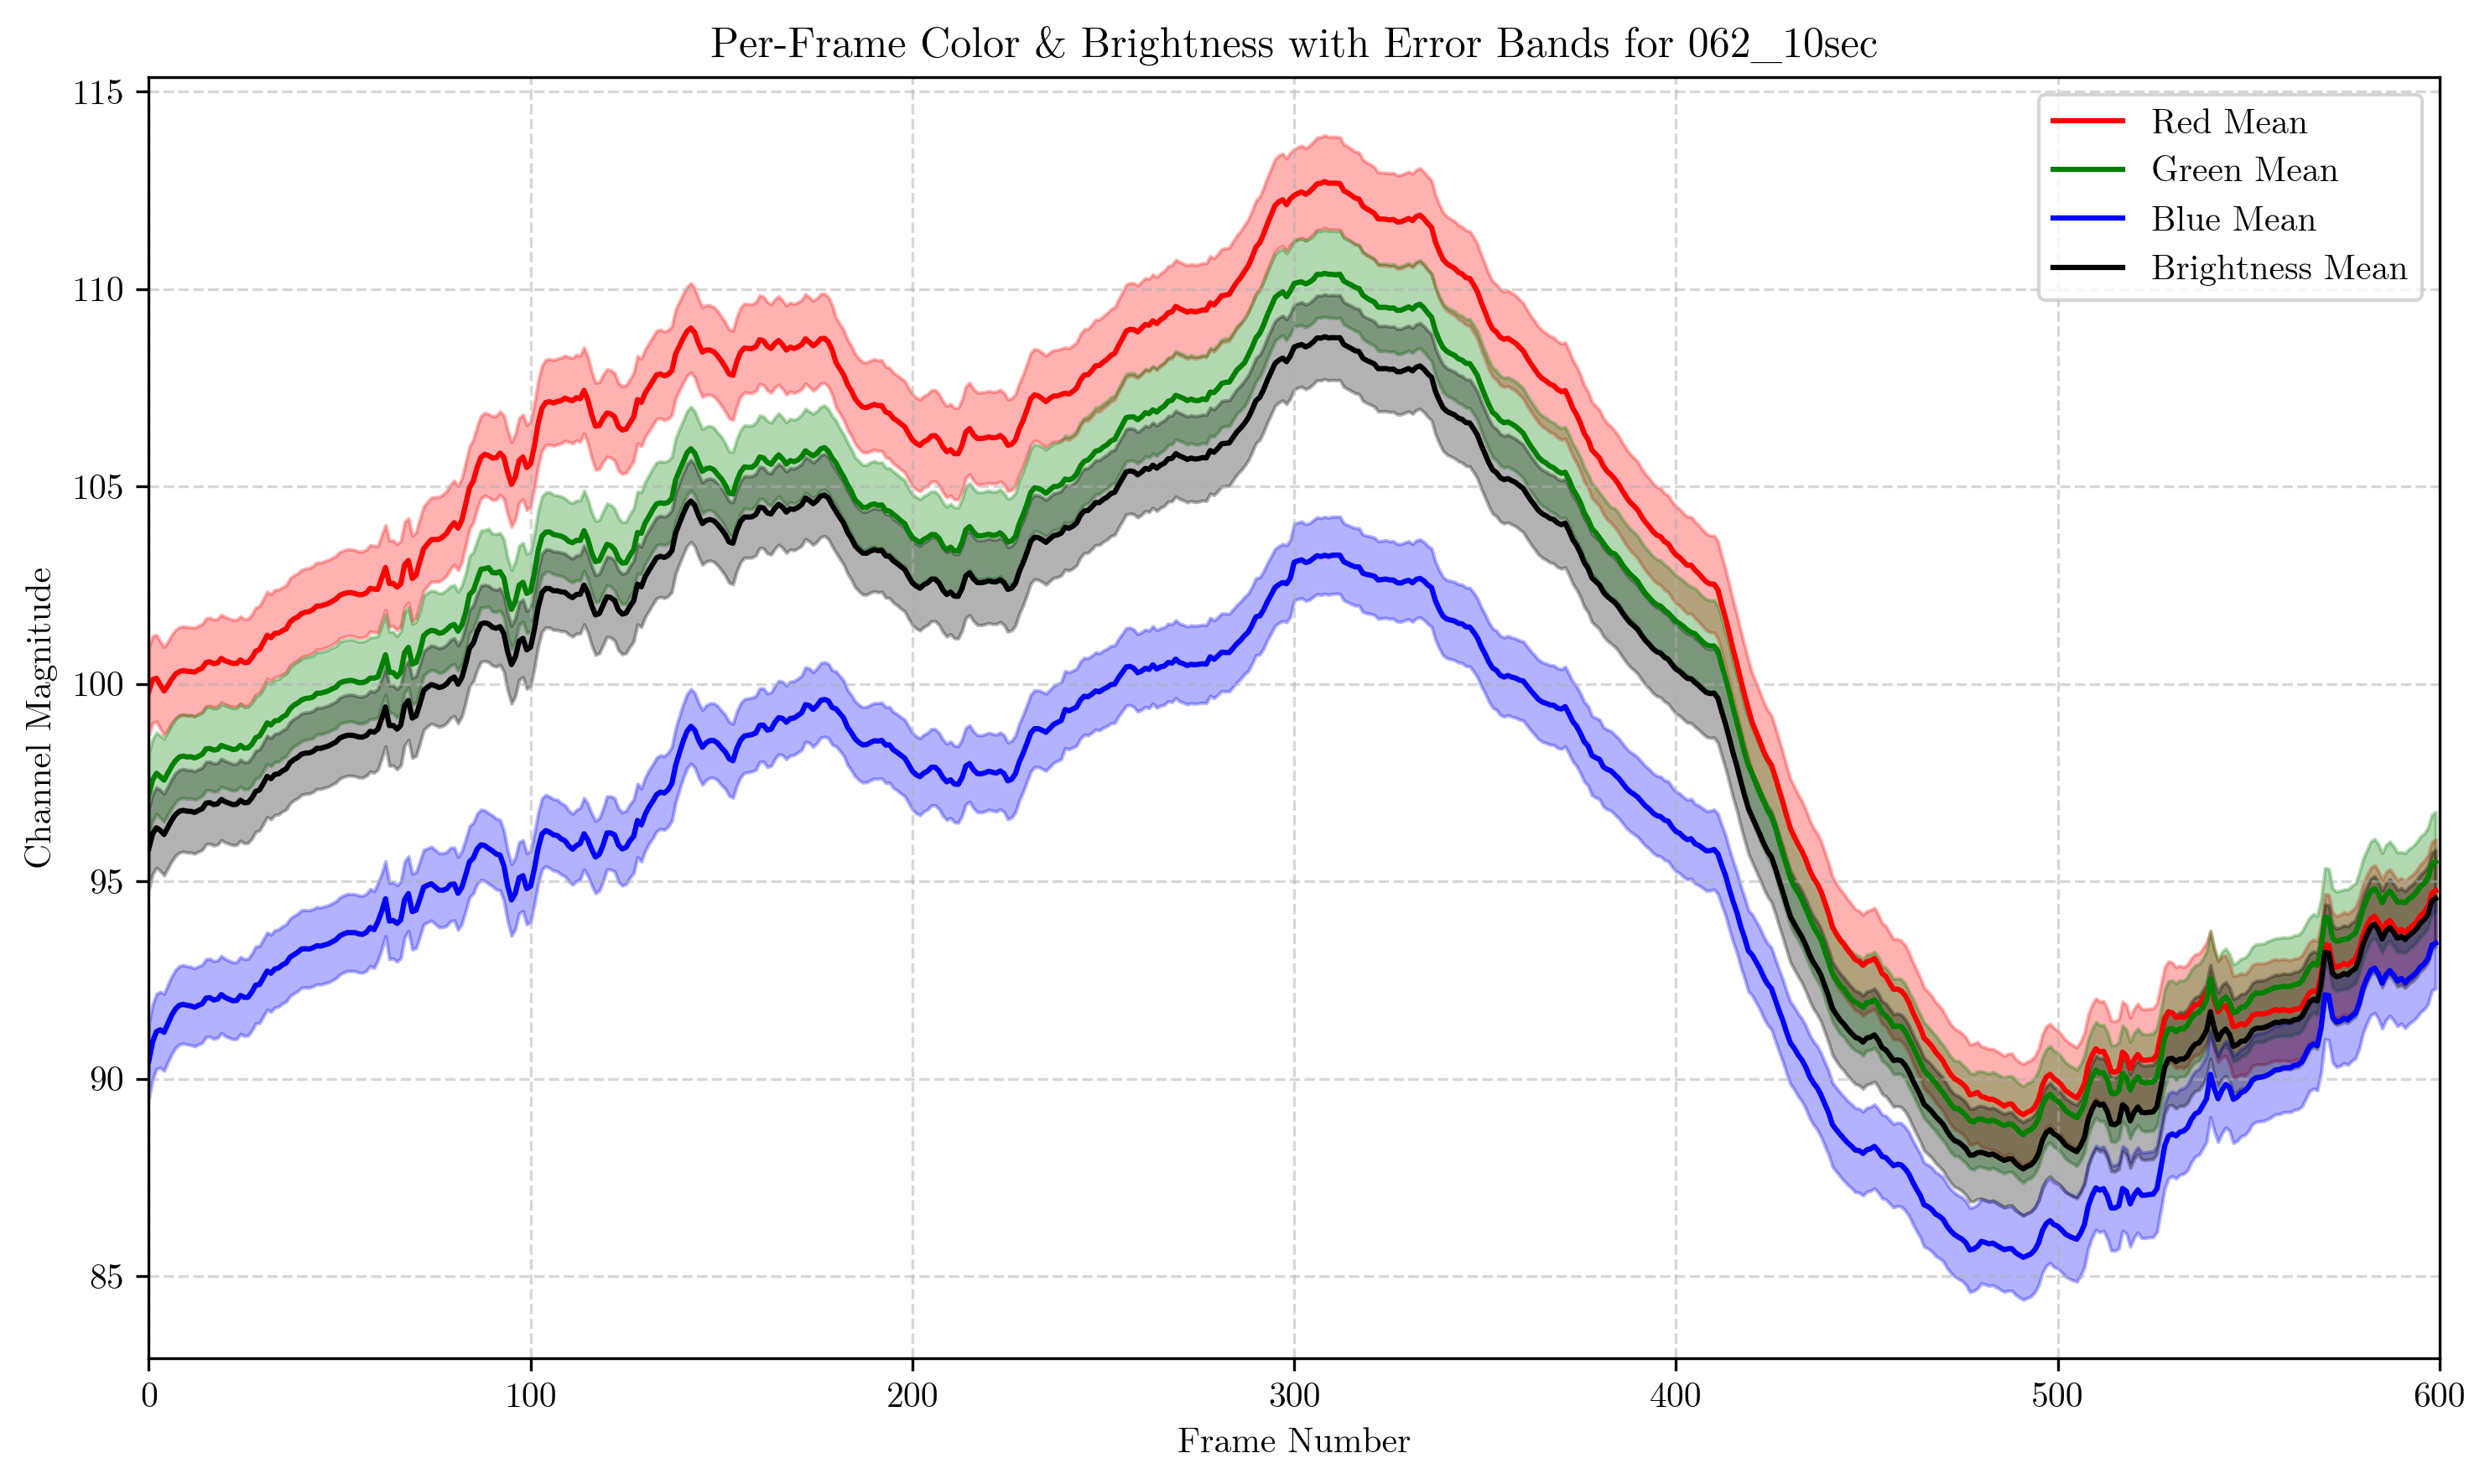 Per-Frame Color & Brightness with Error Bands for 062_10sec
115
110
105
100
95
90
85
Channel Magnitude
Red Mean
Green Mean
Blue Mean
Brightness Mean
0 100 200 300 400 500 600
Frame Number